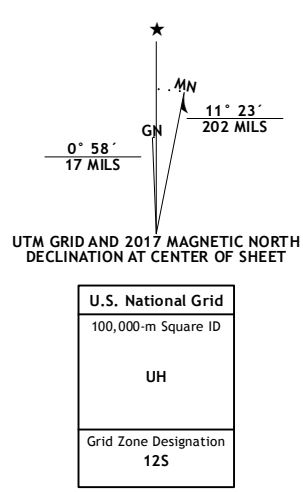 MN
GN
11° 23´
202 MILS
0° 58´
17 MILS
UTM GRID AND 2017 MAGNETIC NORTH
DECLINATION AT CENTER OF SHEET
U.S. National Grid
100,000-m Square ID
UH
Grid Zone Designation
12S